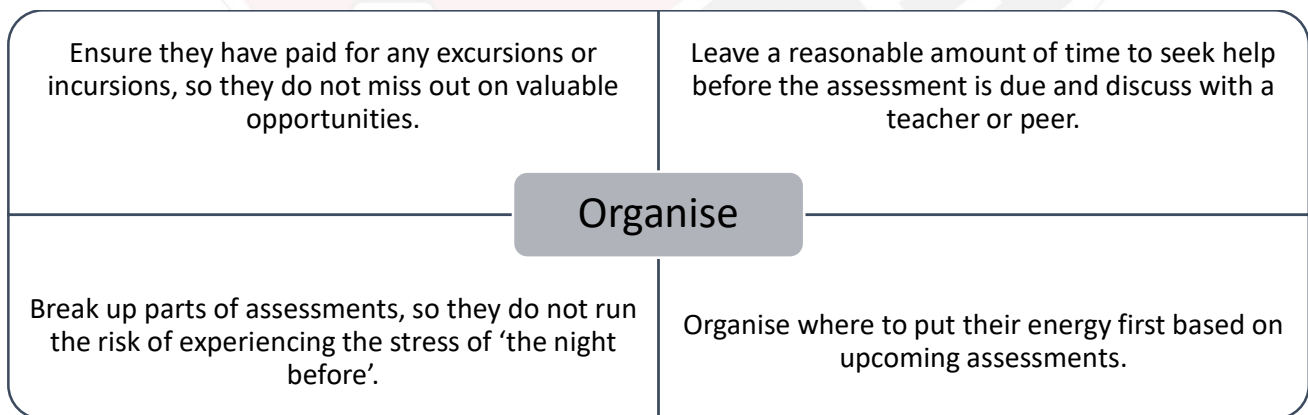 Ensure they have paid for any excursions or
incursions, so they do not miss out on valuable
opportunities.
Leave a reasonable amount of time to seek help
before the assessment is due and discuss with a
teacher or peer.
Organise
Break up parts of assessments, so they do not run
the risk of experiencing the stress of ‘the night
before’.
Organise where to put their energy first based on
upcoming assessments.